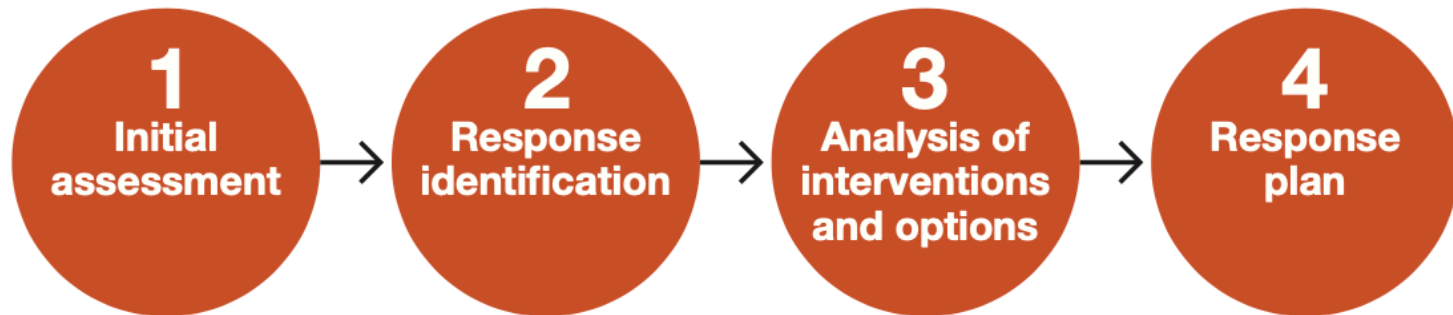 1
Initial
assessment
2
Response
identification
3
Analysis of
interventions
and options
4
Response
plan